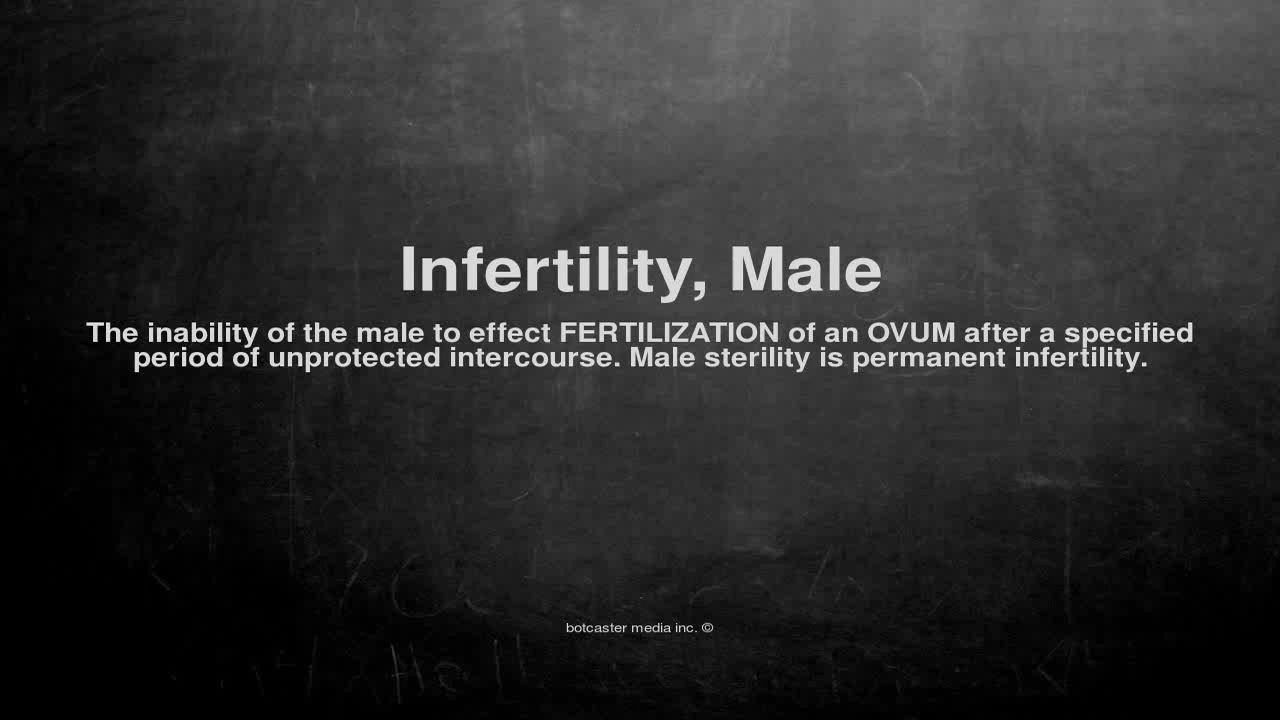 Infertility, Male
The inability of the male to effect FERTILIZATION of an OVUM after a specified
period of unprotected intercourse. Male sterility is permanent infertility.
botcaster media inc. ©